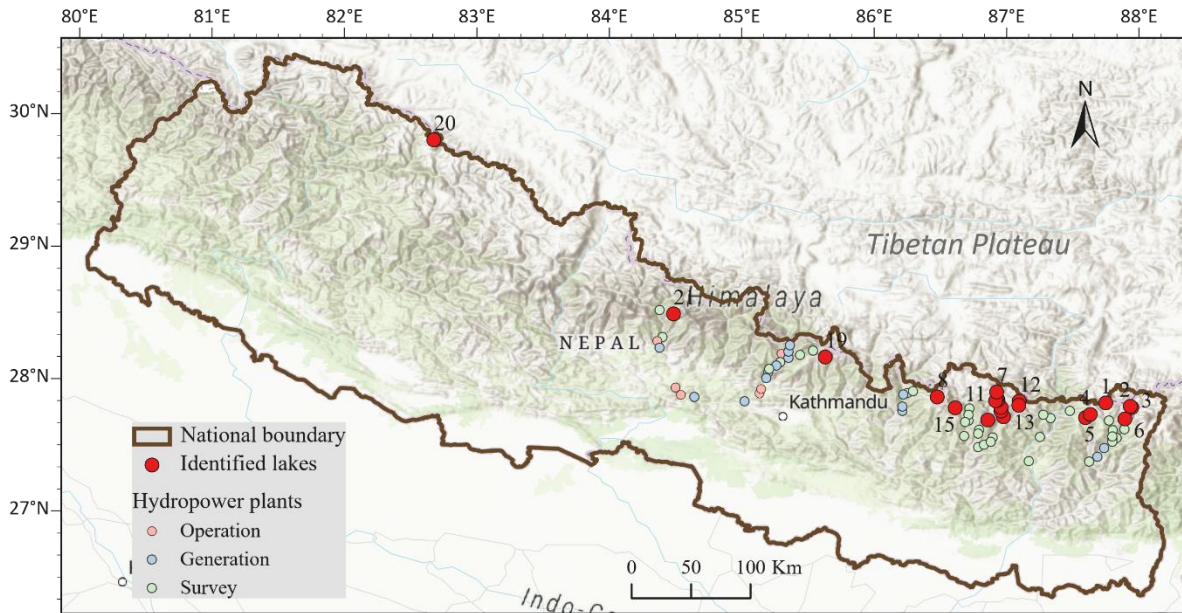 80°E 81°E 82°E 83°E 84°E 85°E 86°E 87°E 88°E
30°N
29°N
28°N
27°N
N
20
Tibetan Plateau
21
Himalaya
NEPAL
19
8
7
12
1
2
3
11
4
15
13
5
6
Kathmandu
National boundary
Identified lakes
Hydropower plants
Operation
Generation
Survey
0 50 100 Km